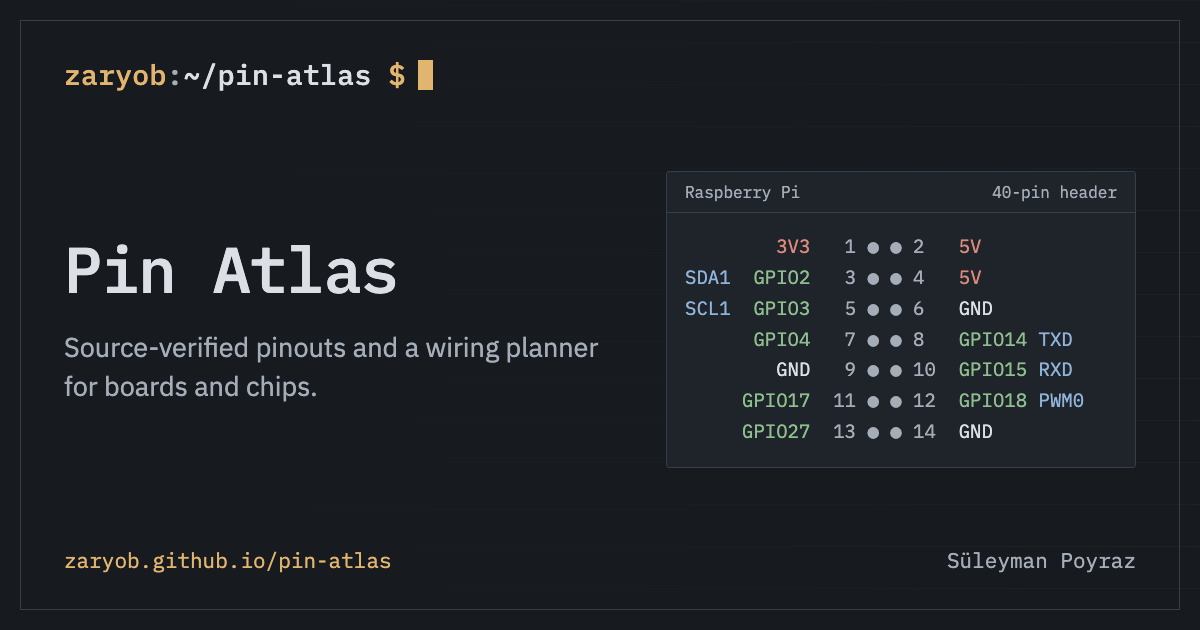 zaryob:~/pin-atlas $
Pin Atlas
Source-verified pinouts and a wiring planner
for boards and chips.
Raspberry Pi 40-pin header
3V3 1 ● ● 2 5V
SDA1 GPIO2 3 ● ● 4 5V
SCL1 GPIO3 5 ● ● 6 GND
GPIO4 7 ● ● 8 GPIO14 TXD
GND 9 ● ● 10 GPIO15 RXD
GPIO17 11 ● ● 12 GPIO18 PWM0
GPIO27 13 ● ● 14 GND
zaryob.github.io/pin-atlas
Süleyman Poyraz